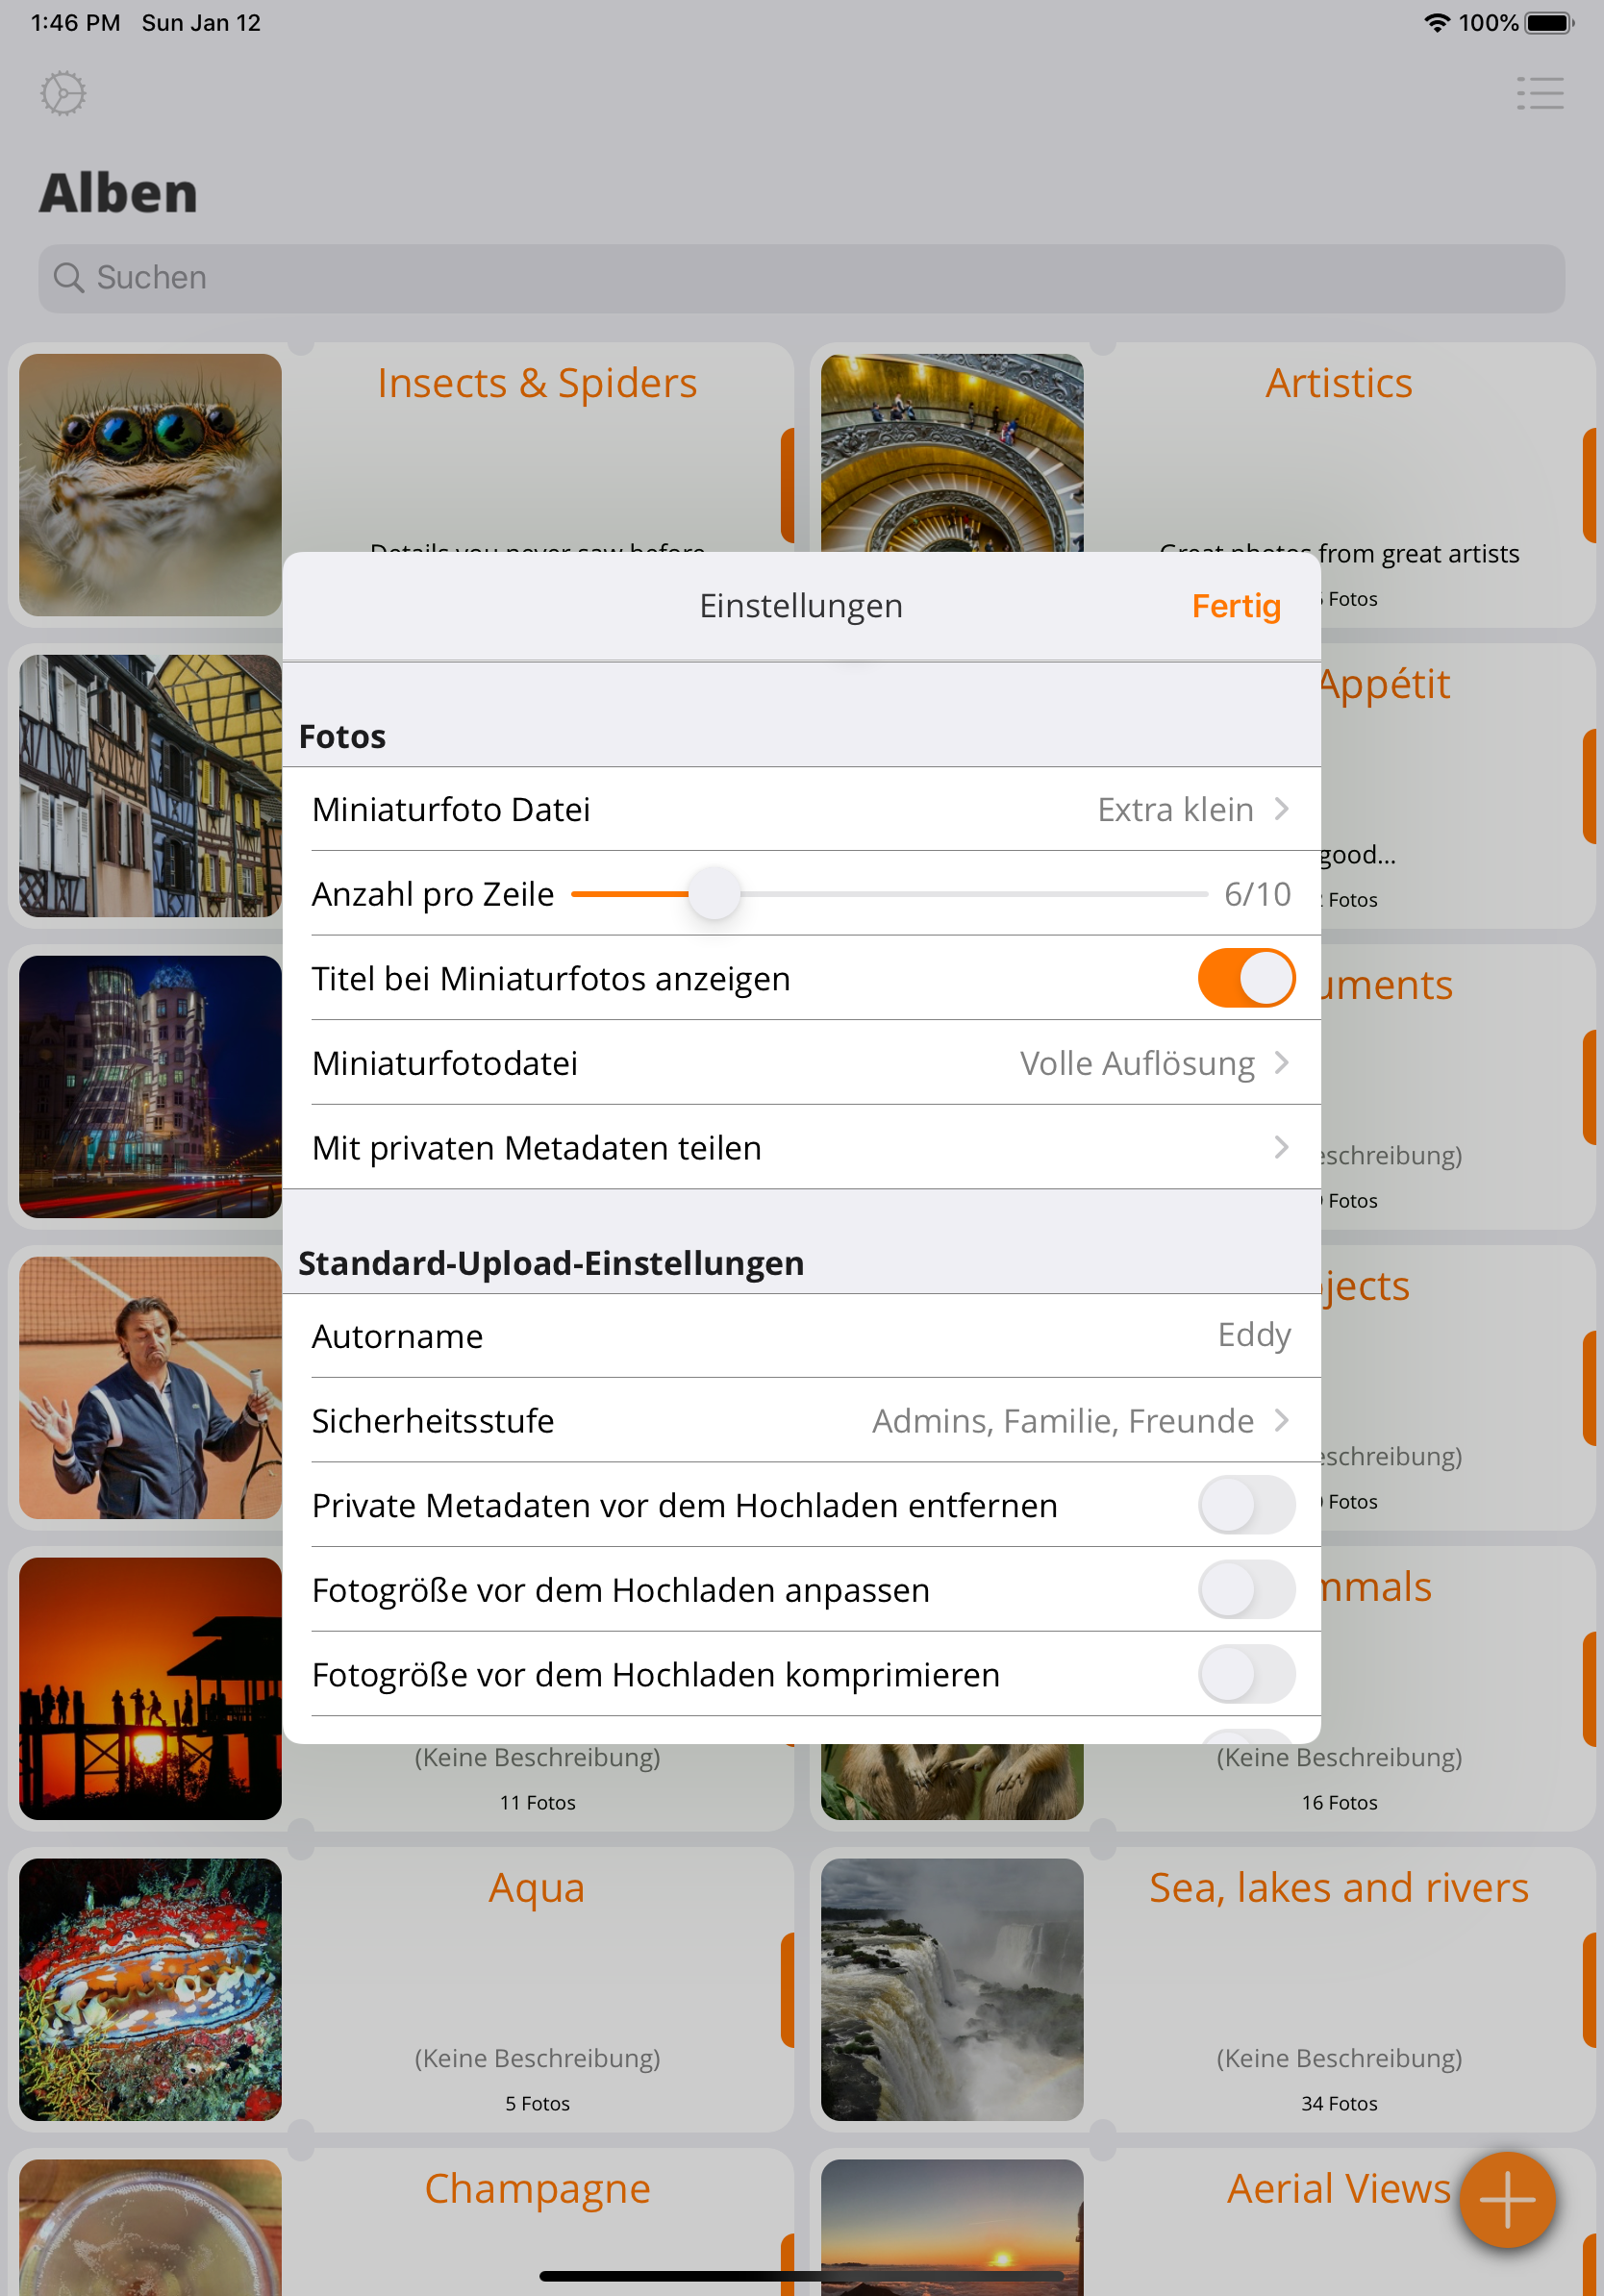 1:46 PM Sun Jan 12
100%
Alben
Suchen
Insects & Spiders
Artistics
Details you never saw before
Great photos from great artists
Fotos
Einstellungen
Fertig
Appétit
Fotos
Miniaturfoto Datei
Extra klein
good...
Anzahl pro Zeile
6/10
Fotos
Titel bei Miniaturfotos anzeigen
Miniaturfotodatei
Volle Auflösung
Mit privaten Metadaten teilen
Fotos
Standard-Upload-Einstellungen
Autorname
Eddy
Sicherheitsstufe
Admins, Familie, Freunde
Private Metadaten vor dem Hochladen entfernen
Fotos
Fotogröße vor dem Hochladen anpassen
Fotogröße vor dem Hochladen komprimieren
(Keine Beschreibung)
(Keine Beschreibung)
11 Fotos
16 Fotos
Aqua
Sea, lakes and rivers
(Keine Beschreibung)
(Keine Beschreibung)
5 Fotos
34 Fotos
Champagne
Aerial Views